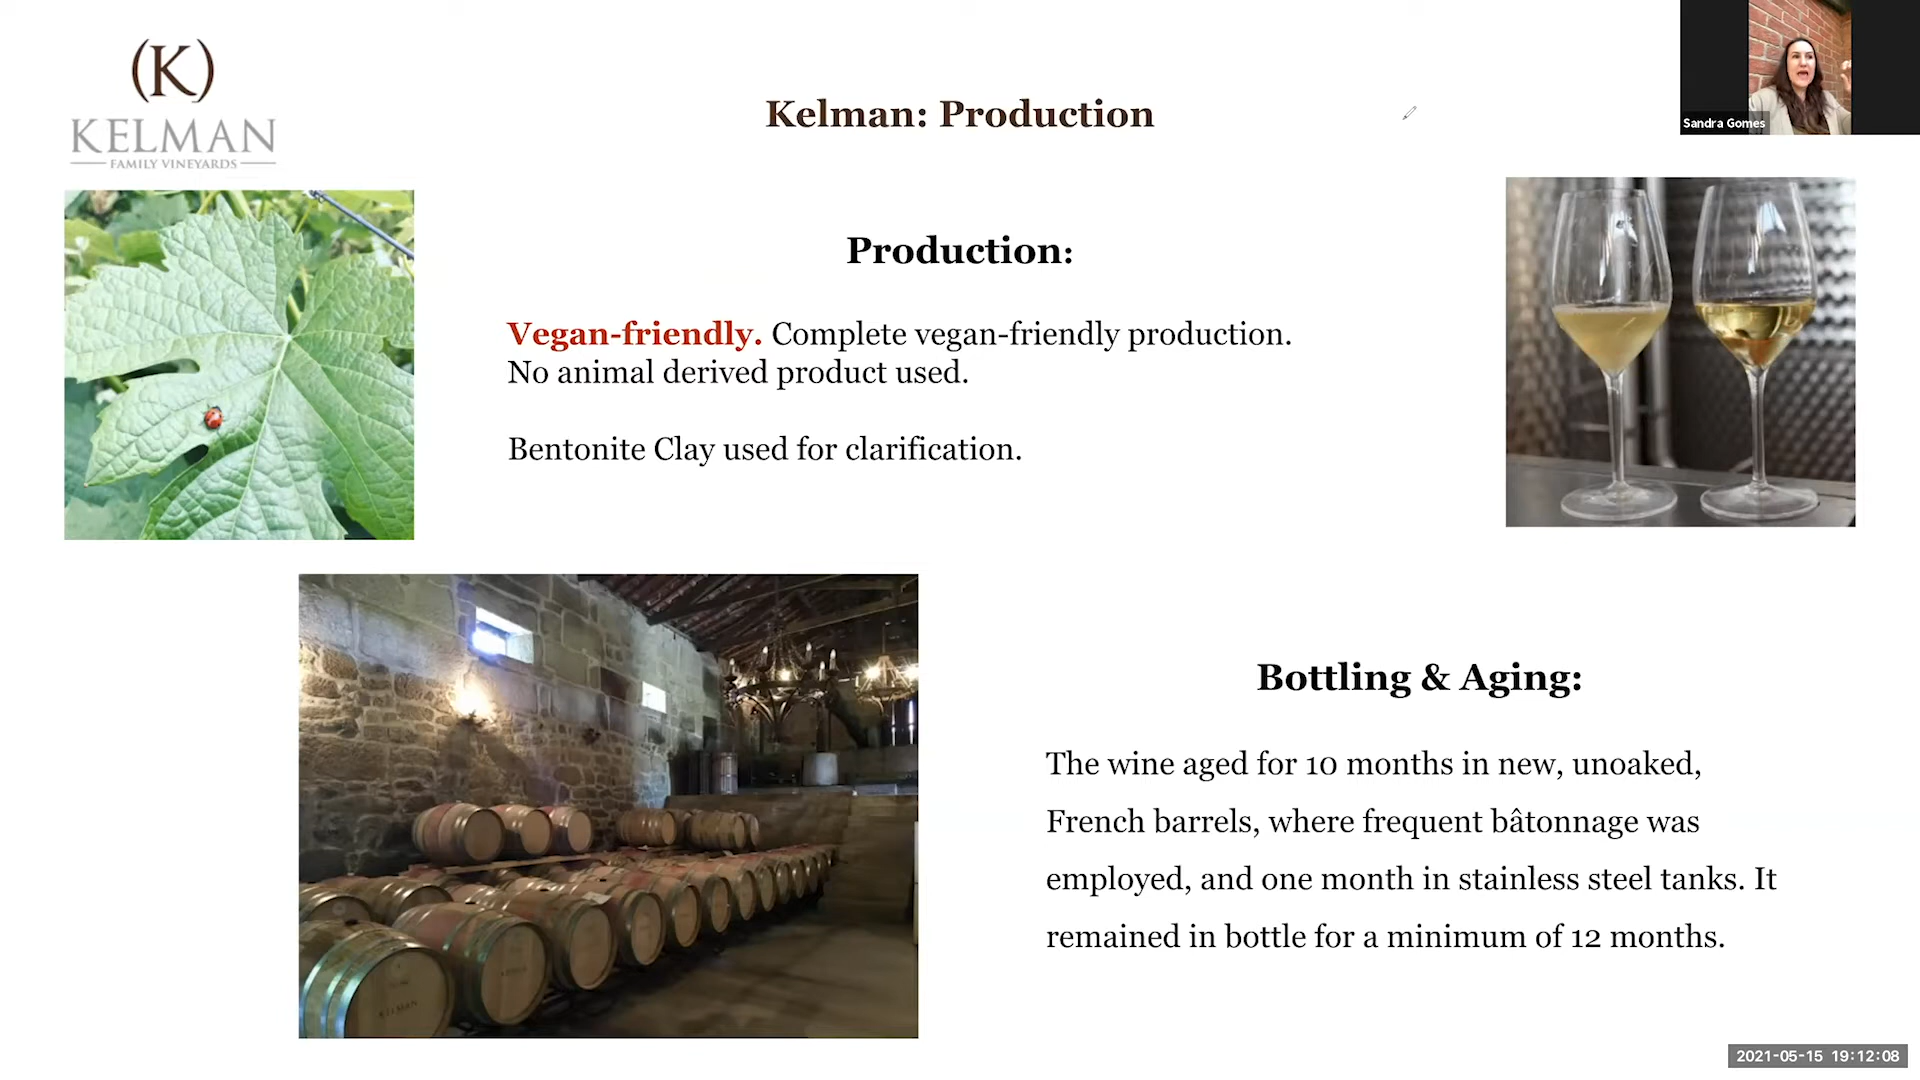 (K)
KELMAN
FAMILY VINEYARDS
Kelman: Production
Sandra Gomes
Production:
Vegan-friendly. Complete vegan-friendly production.
No animal derived product used.
Bentonite Clay used for clarification.
Bottling & Aging:
The wine aged for 10 months in new, unoaked,
French barrels, where frequent bâtonnage was
employed, and one month in stainless steel tanks. It
remained in bottle for a minimum of 12 months.
KELMAN
2021-05-15 19:12:08